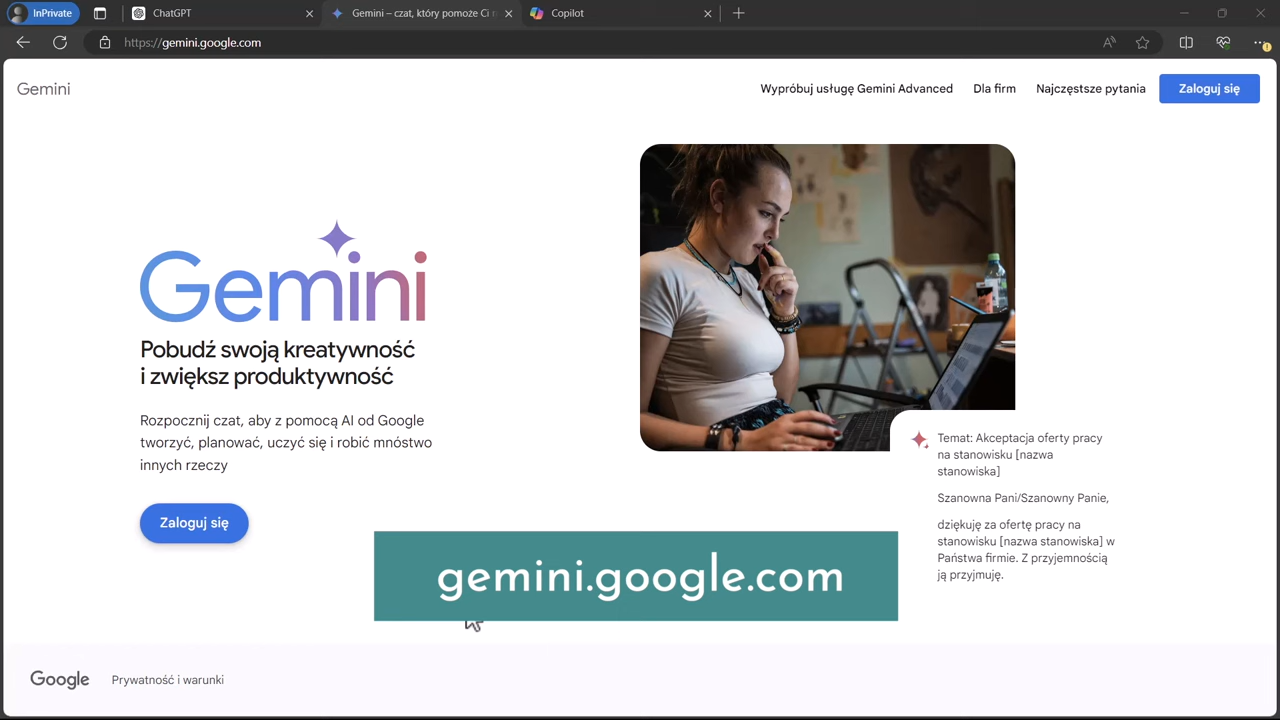 InPrivate
ChatGPT
Gemini – czat, który pomoże Ci
Copilot
https://gemini.google.com
Gemini
Wypróbuj usługę Gemini Advanced
Dla firm
Najczęstsze pytania
Zaloguj się
Gemini
Pobudź swoją kreatywność
i zwiększ produktywność
Rozpocznij czat, aby z pomocą AI od Google
tworzyć, planować, uczyć się i robić mnóstwo
innych rzeczy
Zaloguj się
Temat: Akceptacja oferty pracy
na stanowisku [nazwa
stanowiska]
Szanowna Pani/Szanowny Panie,
dziękuję za ofertę pracy na
stanowisku [nazwa stanowiska] w
Państwa firmie. Z przyjemnością
ją przyjmuję.
gemini.google.com
Google
Prywatność i warunki